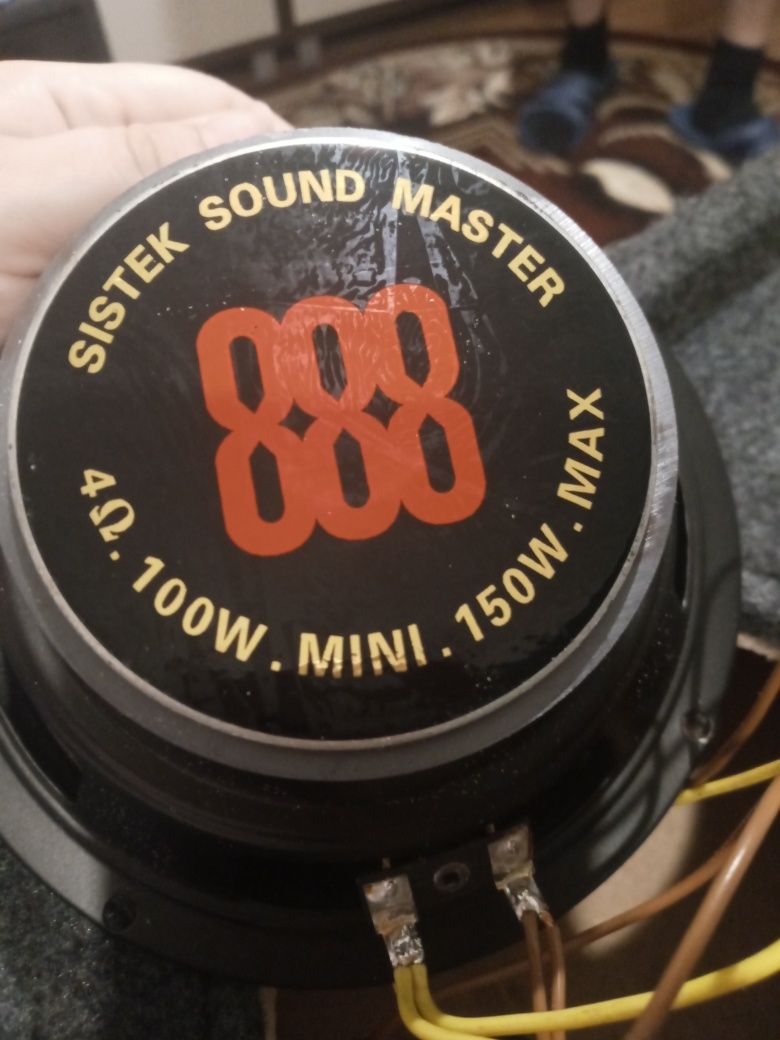 SISTEK SOUND MASTER
888
4Ω. 100W. MINI. 150W. MAX